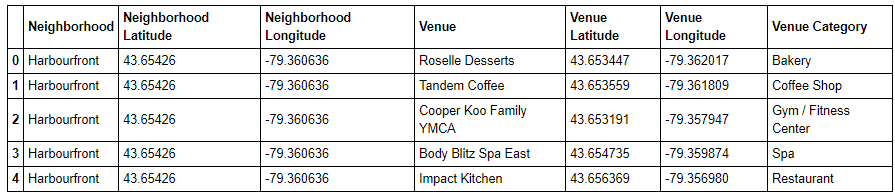 Neighborhood Neighborhood Latitude Neighborhood Longitude Venue Venue Latitude Venue Longitude Venue Category
0 Harbourfront 43.65426 -79.360636 Roselle Desserts 43.653447 -79.362017 Bakery
1 Harbourfront 43.65426 -79.360636 Tandem Coffee 43.653559 -79.361809 Coffee Shop
2 Harbourfront 43.65426 -79.360636 Cooper Koo Family YMCA 43.653191 -79.357947 Gym / Fitness Center
3 Harbourfront 43.65426 -79.360636 Body Blitz Spa East 43.654735 -79.359874 Spa
4 Harbourfront 43.65426 -79.360636 Impact Kitchen 43.656369 -79.356980 Restaurant